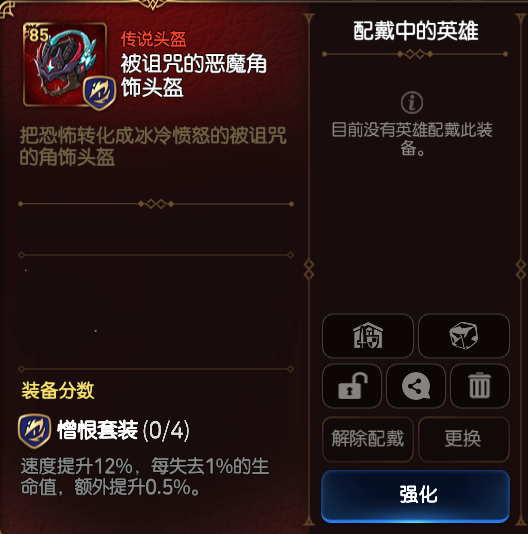 85
传说头盔
被诅咒的恶魔角
饰头盔
把恐怖转化成冰冷愤怒的被诅咒
的角饰头盔
装备分数
憎恨套装 (0/4)
速度提升12%，每失去1%的生
命值，额外提升0.5%。
配戴中的英雄
目前没有英雄配戴此装
备。
解除配戴
更换
强化